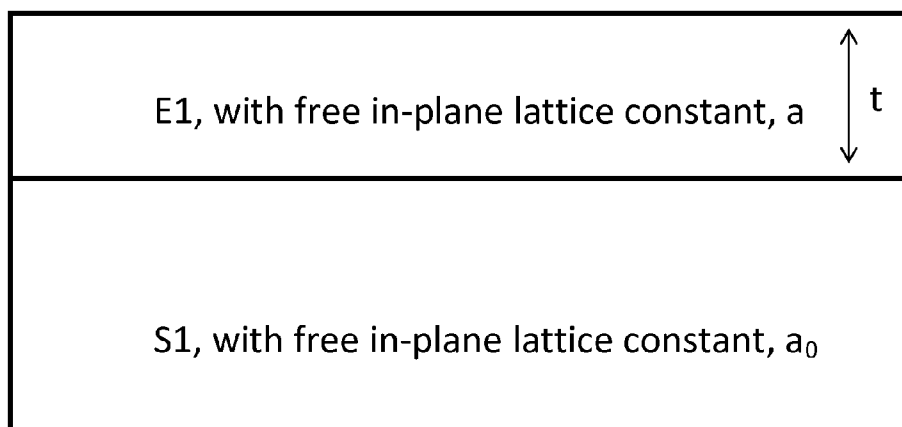 E1, with free in-plane lattice constant, a
t
S1, with free in-plane lattice constant, a₀